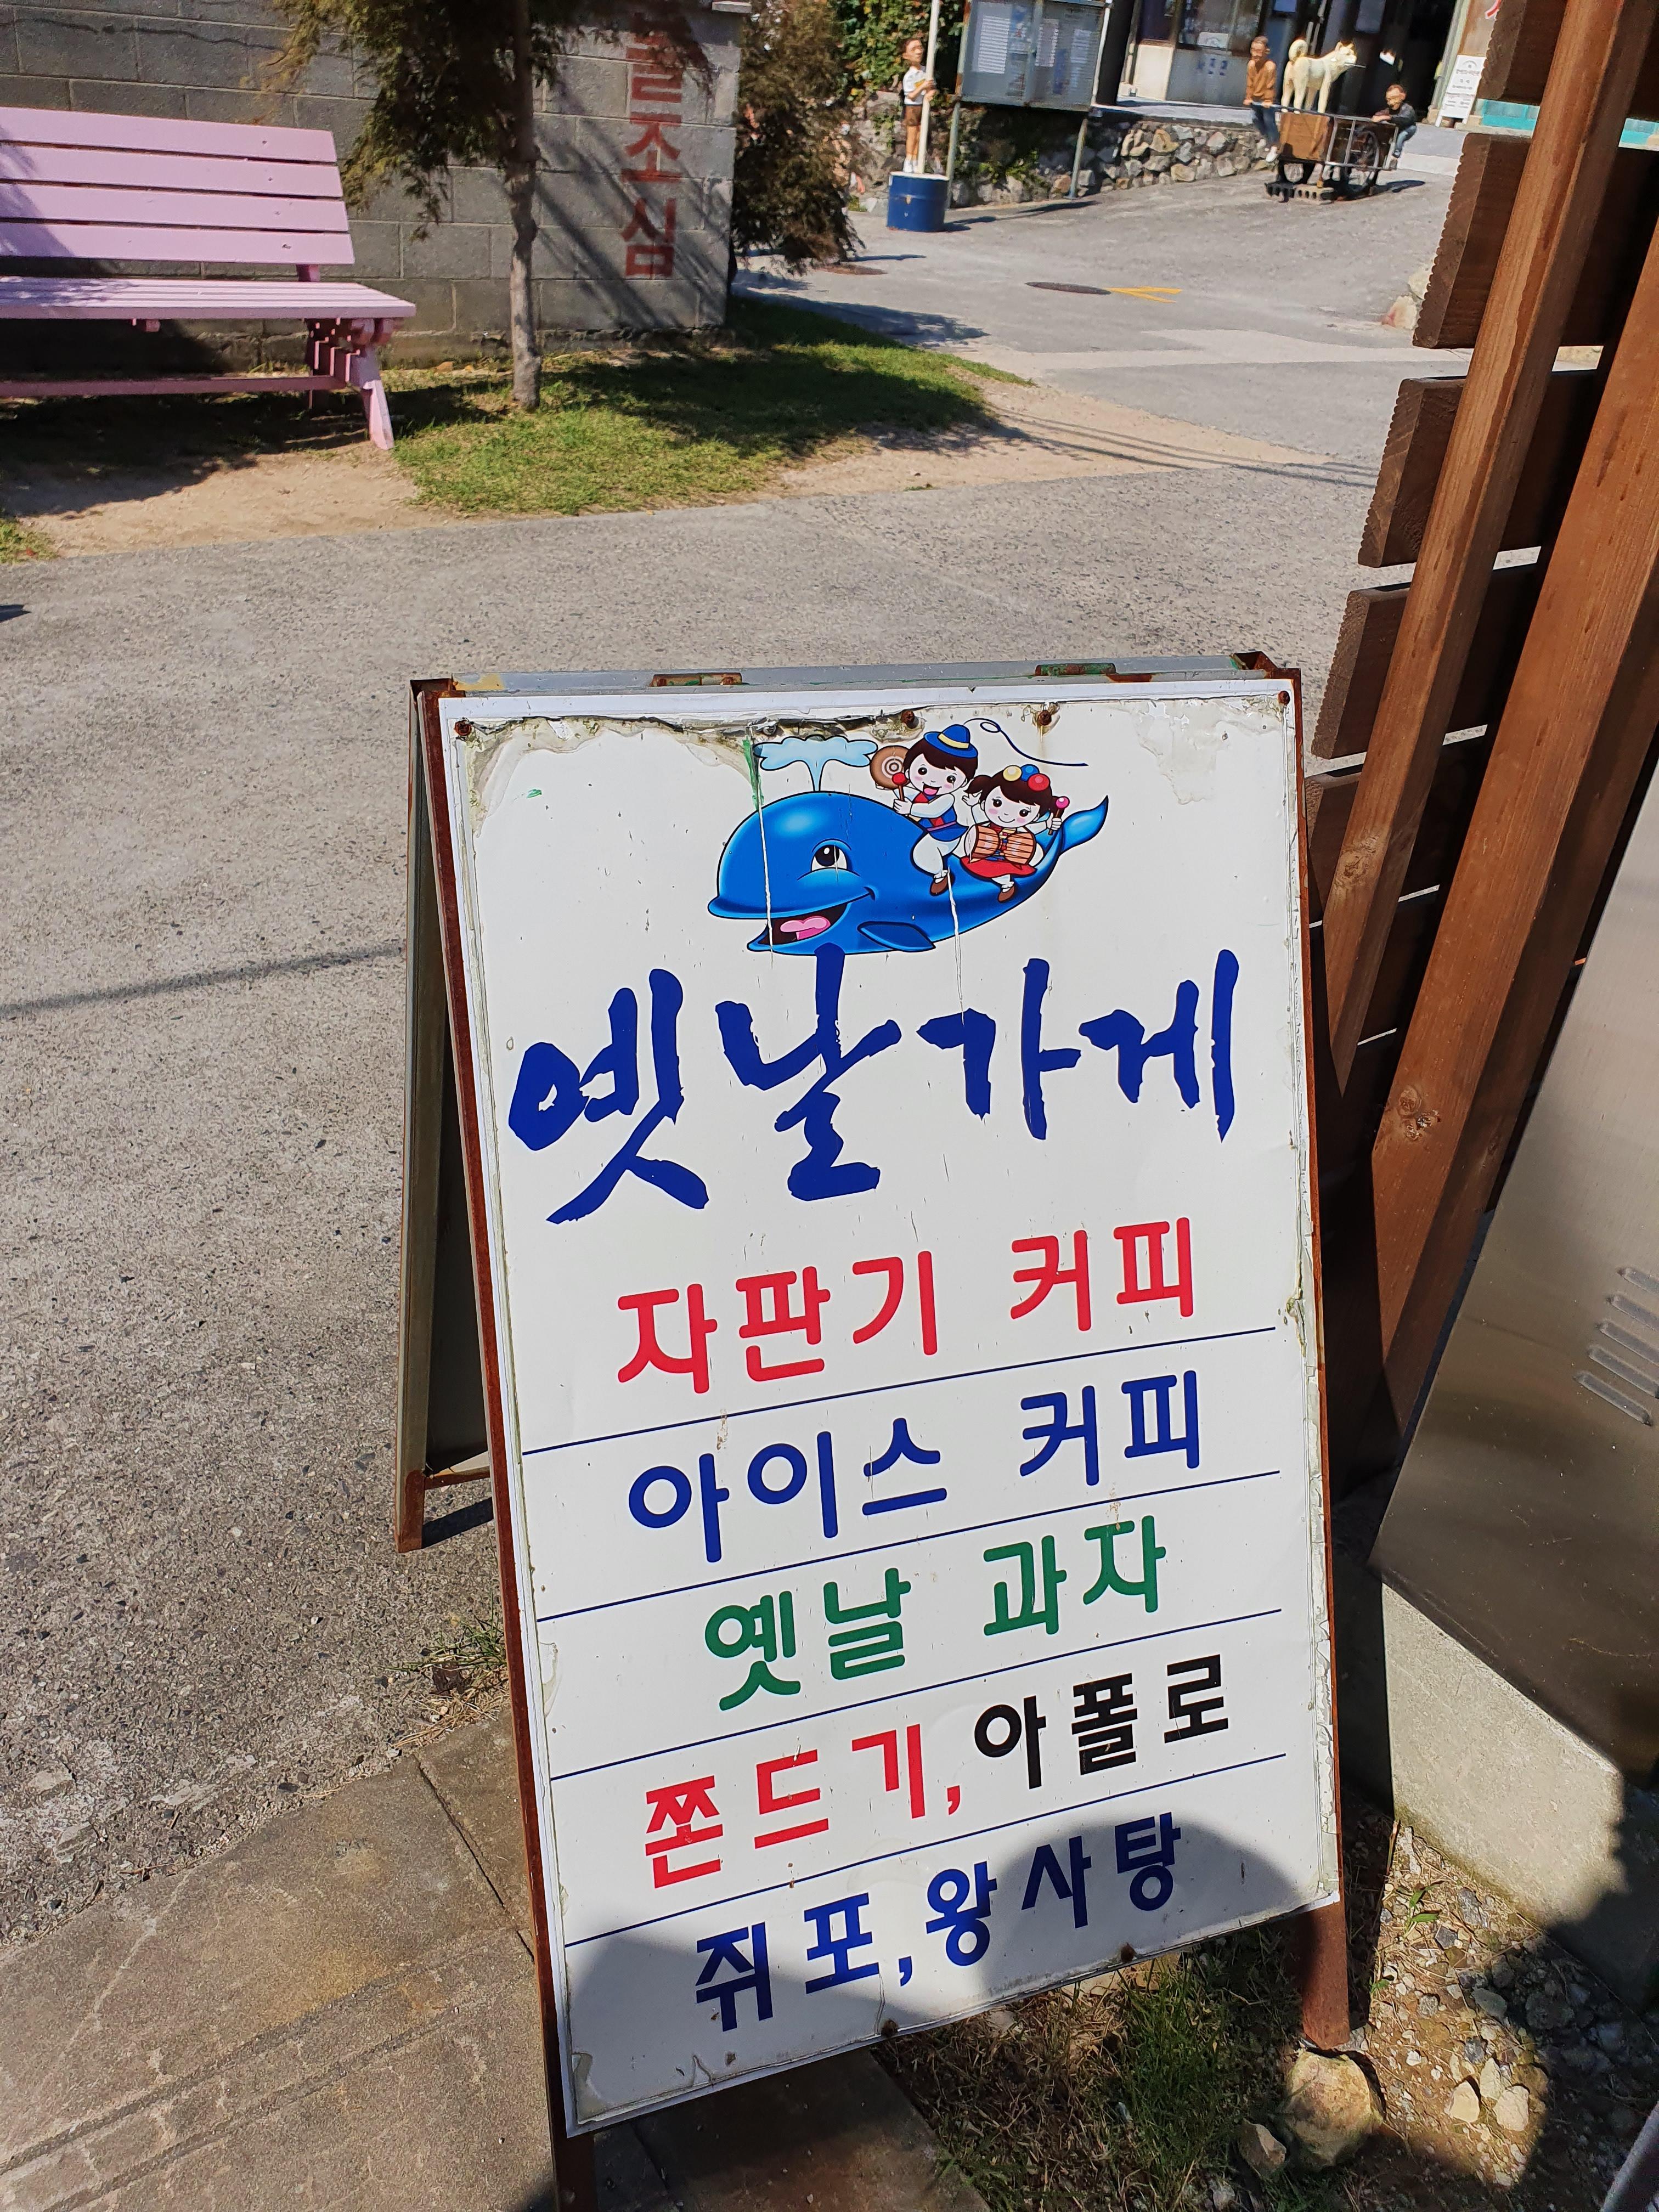 불조심
옛날가게
자판기 커피
아이스 커피
옛날 과자
쫀드기,아폴로
쥐포,왕사탕